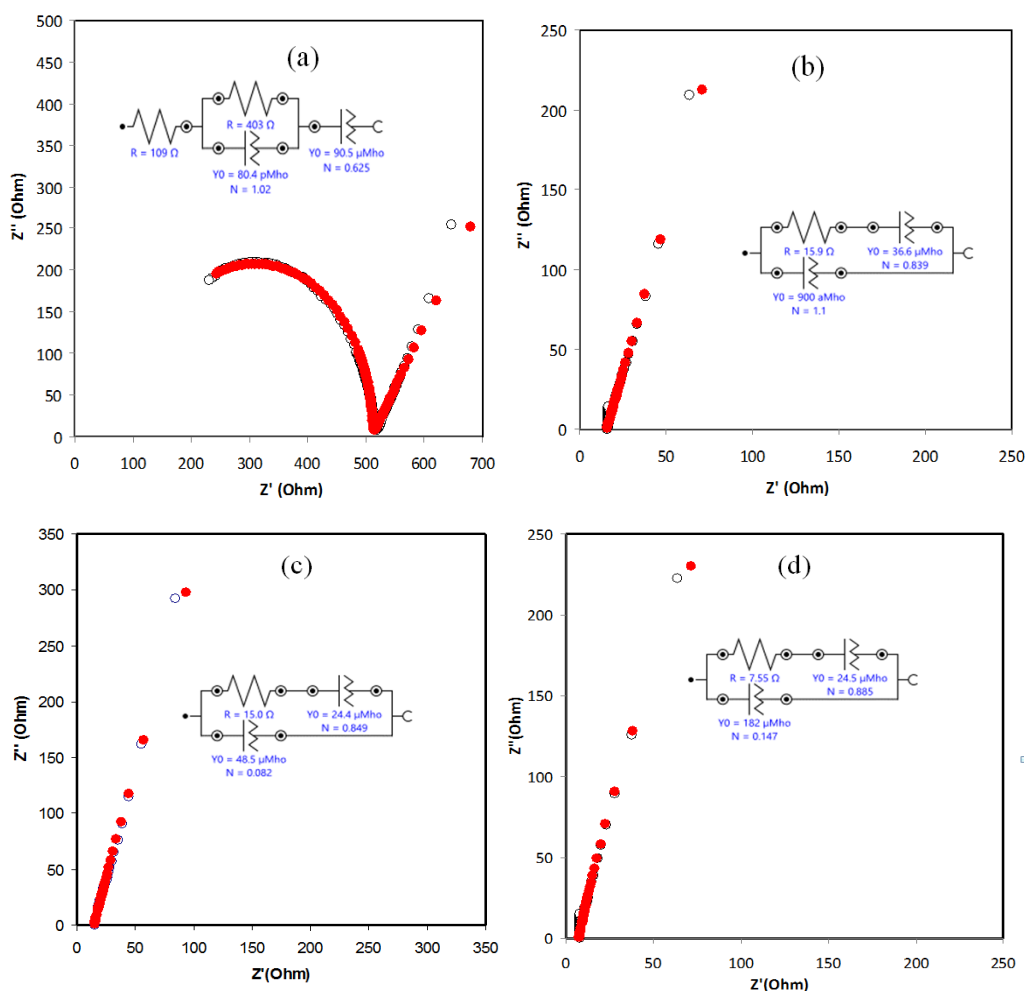 (a)
500
450
400
350
300
250
200
150
100
50
0
Z'' (Ohm)
R = 109 Ω
R = 403 Ω
Y0 = 80.4 pMho
N = 1.02
Y0 = 90.5 µMho
N = 0.625
0 100 200 300 400 500 600 700
Z' (Ohm)
(b)
250
200
150
100
50
0
Z'' (Ohm)
R = 15.9 Ω
Y0 = 36.6 µMho
N = 0.839
Y0 = 900 aMho
N = 1.1
0 50 100 150 200 250
Z' (Ohm)
(c)
350
300
250
200
150
100
50
0
Z'' (Ohm)
R = 15.0 Ω
Y0 = 24.4 µMho
N = 0.849
Y0 = 48.5 µMho
N = 0.082
0 50 100 150 200 250 300 350
Z'(Ohm)
(d)
250
200
150
100
50
0
Z''(Ohm)
R = 7.55 Ω
Y0 = 24.5 µMho
N = 0.885
Y0 = 182 µMho
N = 0.147
0 50 100 150 200 250
Z'(Ohm)